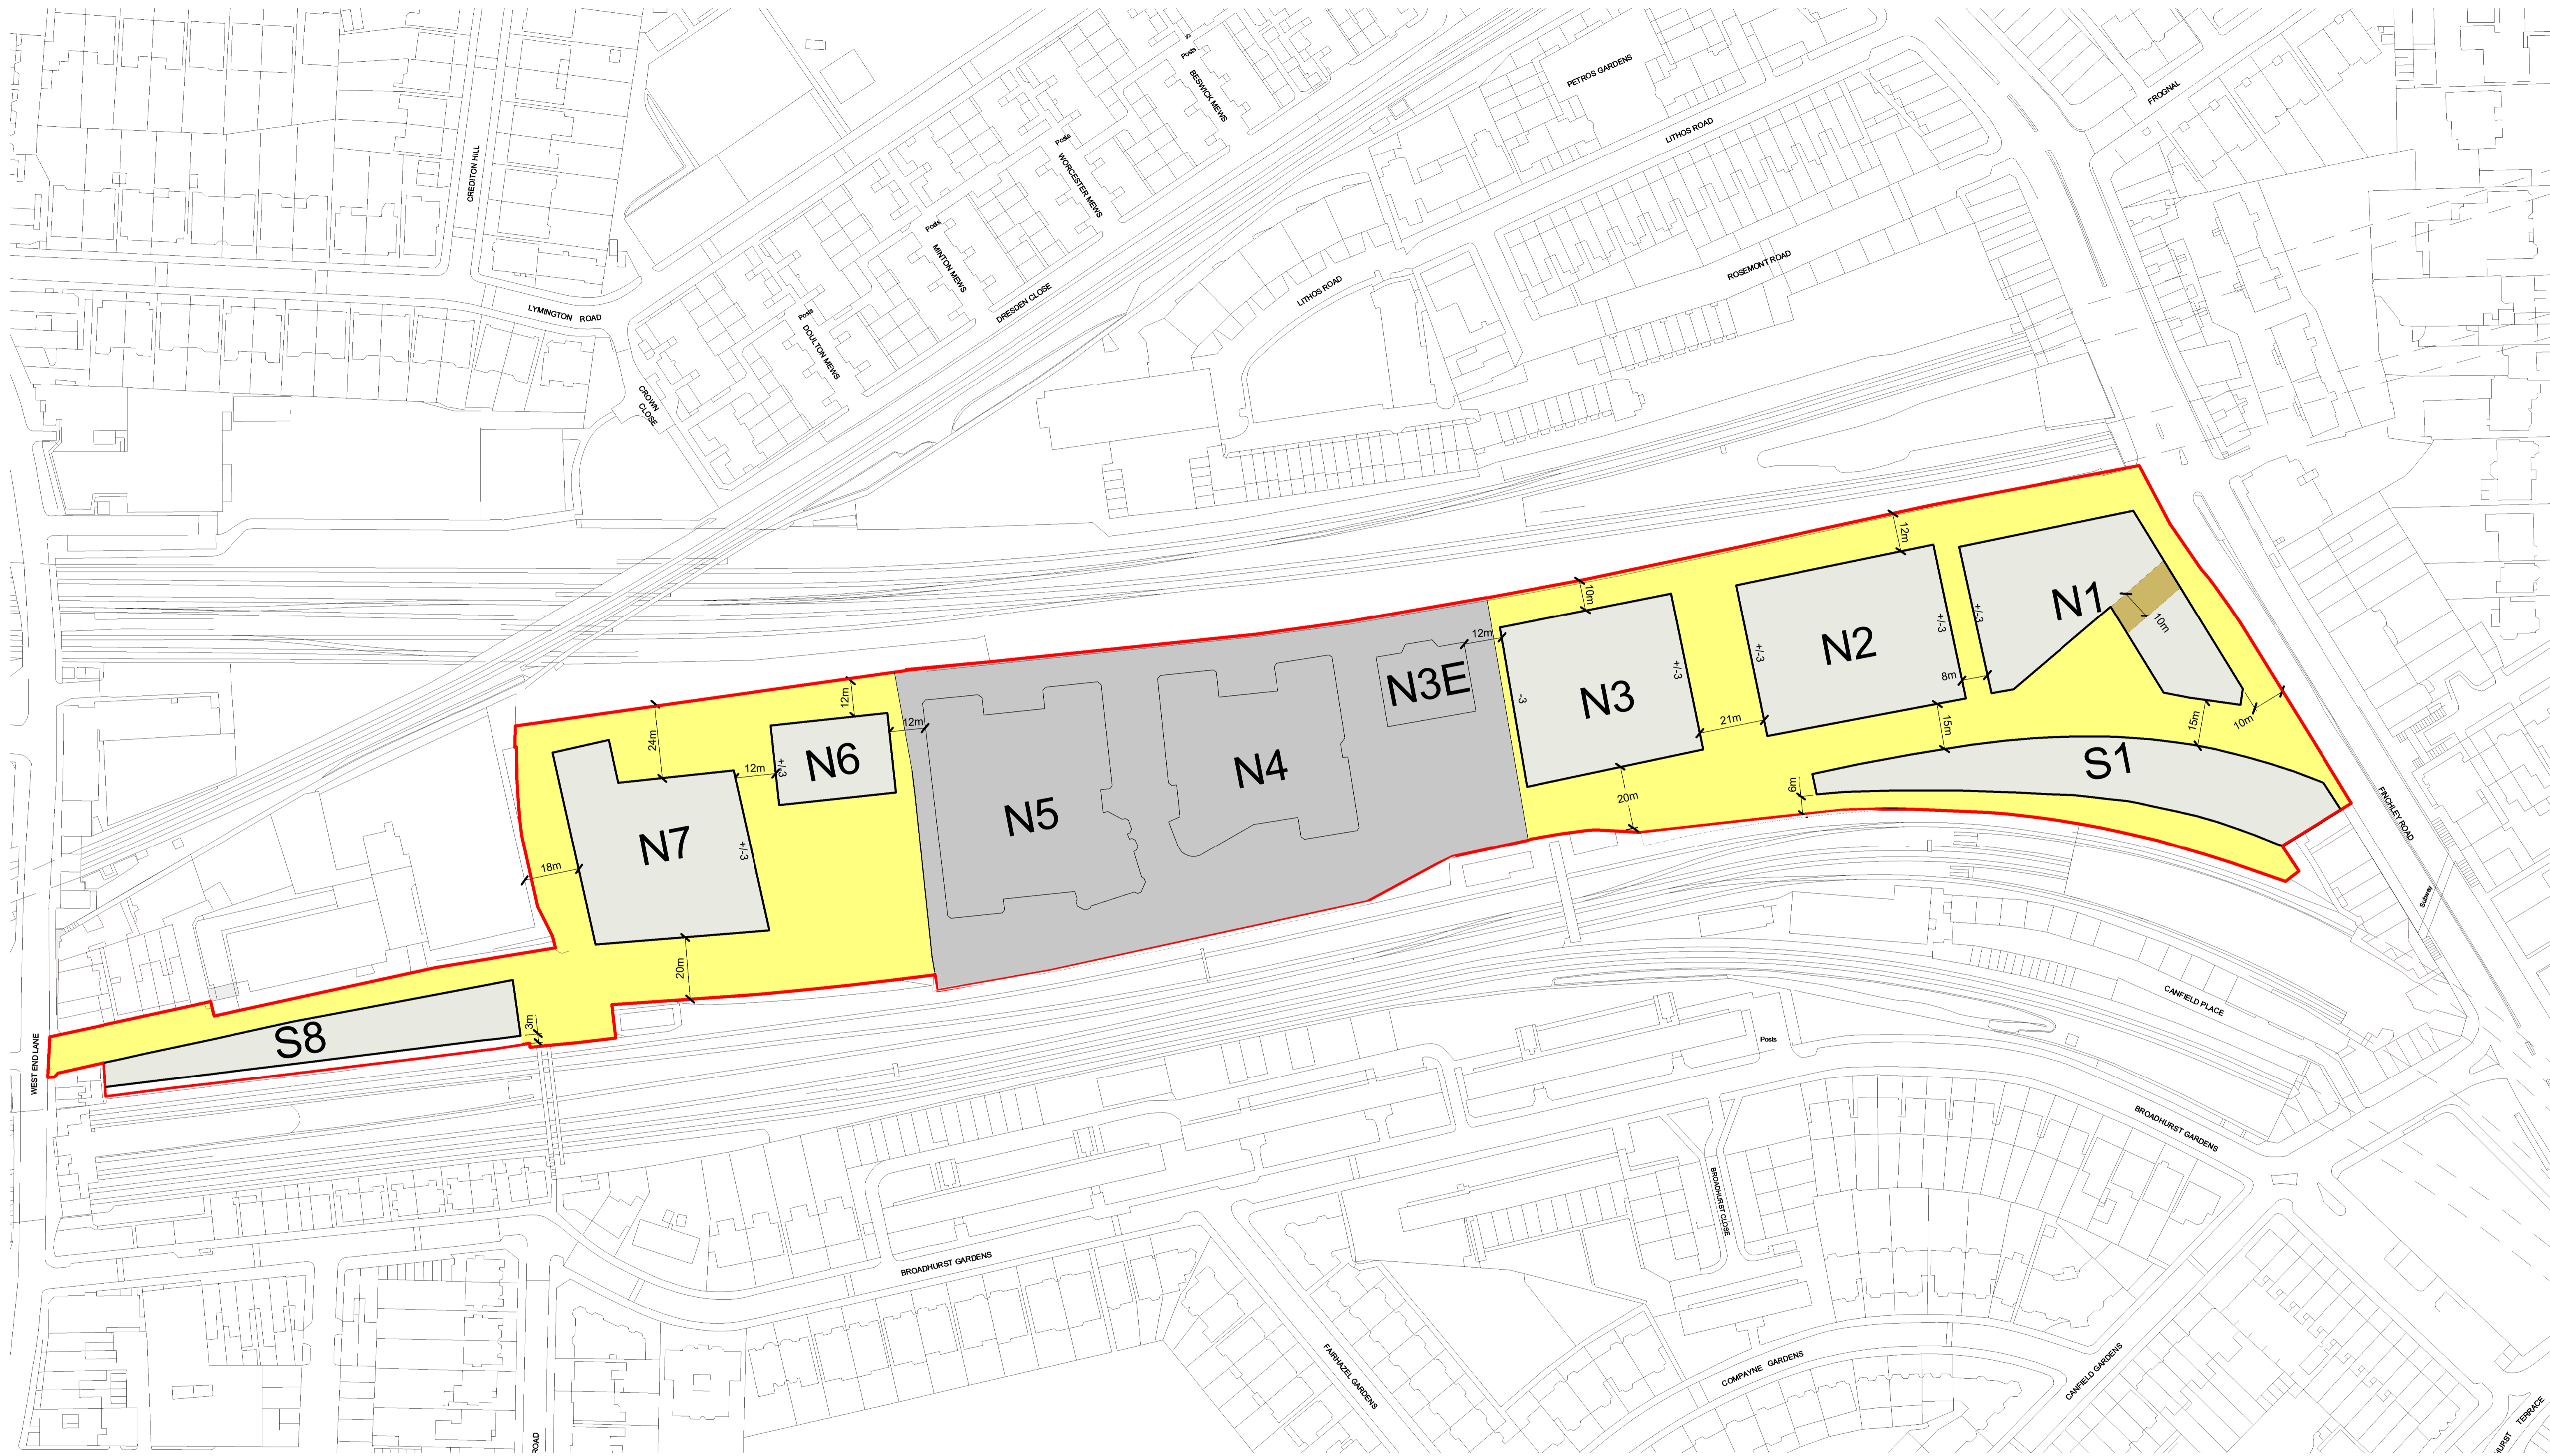 PETROS GARDENS
Posts
BESWICK MEWS
FROGNAL
LITHOS ROAD
Posts
CREDITON HILL
WORCESTER MEWS
Posts
MINTON MEWS
ROSEMONT ROAD
LITHOS ROAD
DRESDEN CLOSE
LYMINGTON ROAD
Posts
DOULTON MEWS
CROWN
CLOSE
12m
10m
N1
+/-3
+/-3
10m
12m
N2
+/-3
8m
N3E
N3
-3
+/-3
12m
12m
24m
21m
15m
15m
10m
N6
12m
+/-3
N4
S1
6m
20m
FINCHLEY ROAD
N5
N7
+/-3
18m
Subway
20m
CANFIELD PLACE
3m
S8
Posts
WEST END LANE
BROADHURST GARDENS
BROADHURST CLOSE
BROADHURST GARDENS
FAIRHAZEL GARDENS
COMPAYNE GARDENS
CANFIELD GARDENS
ROAD
HURST TERRACE